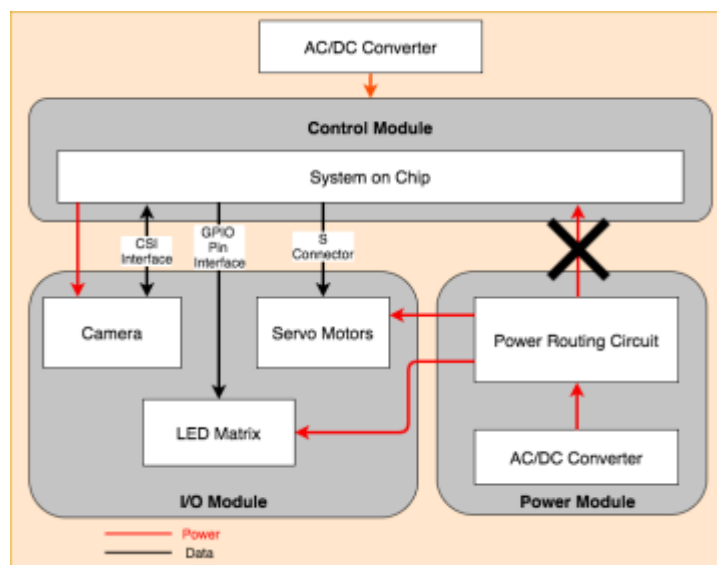 AC/DC Converter
Control Module
System on Chip
CSI
Interface
GPIO
Pin
Interface
S
Connector
Camera
Servo Motors
Power Routing Circuit
LED Matrix
AC/DC Converter
I/O Module
Power Module
Power
Data